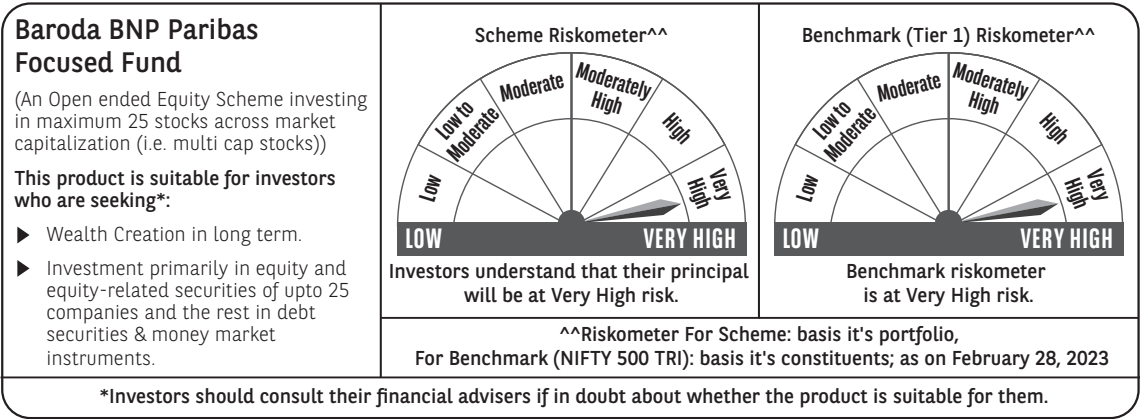 Baroda BNP Paribas
Focused Fund
(An Open ended Equity Scheme investing
in maximum 25 stocks across market
capitalization (i.e. multi cap stocks))
This product is suitable for investors
who are seeking*:
▶ Wealth Creation in long term.
▶ Investment primarily in equity and
equity-related securities of upto 25
companies and the rest in debt
securities & money market
instruments.
Scheme Riskometer^^
Low
Low to
Moderate
Moderate
Moderately
High
High
Very
High
LOW
VERY HIGH
Investors understand that their principal
will be at Very High risk.
Benchmark (Tier 1) Riskometer^^
Low
Low to
Moderate
Moderate
Moderately
High
High
Very
High
LOW
VERY HIGH
Benchmark riskometer
is at Very High risk.
^^Riskometer For Scheme: basis it's portfolio,
For Benchmark (NIFTY 500 TRI): basis it's constituents; as on February 28, 2023
*Investors should consult their financial advisers if in doubt about whether the product is suitable for them.